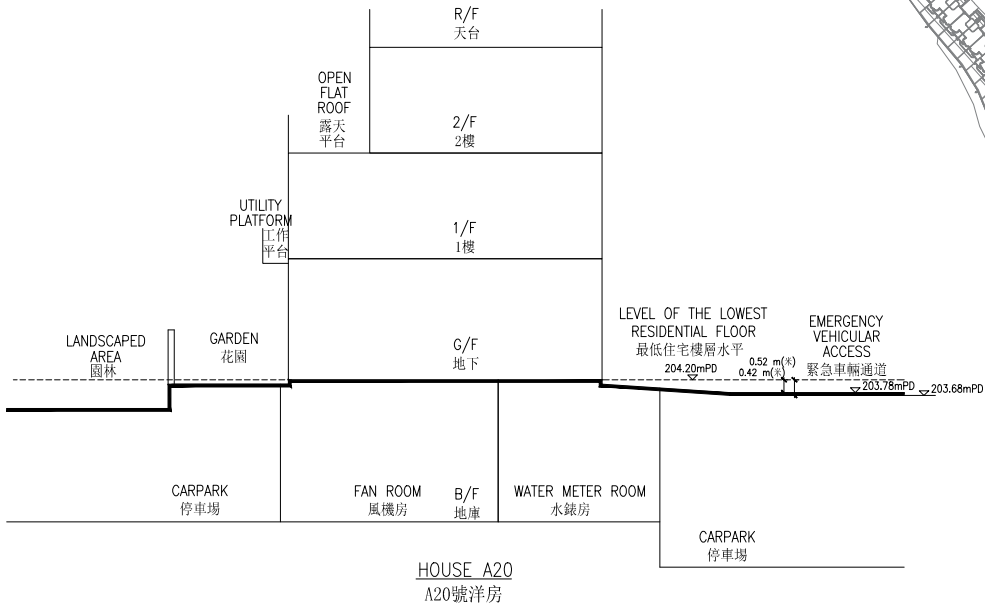 R/F
天台
OPEN
FLAT
ROOF
露天
平台
2/F
2樓
UTILITY
PLATFORM
工作
平台
1/F
1樓
LANDSCAPED
AREA
園林
GARDEN
花園
G/F
地下
LEVEL OF THE LOWEST
RESIDENTIAL FLOOR
最低住宅樓層水平
204.20mPD
0.52 m(米)
0.42 m(米)
EMERGENCY
VEHICULAR
ACCESS
緊急車輛通道
203.78mPD
203.68mPD
CARPARK
停車場
FAN ROOM
風機房
B/F
地庫
WATER METER ROOM
水錶房
CARPARK
停車場
HOUSE A20
A20號洋房